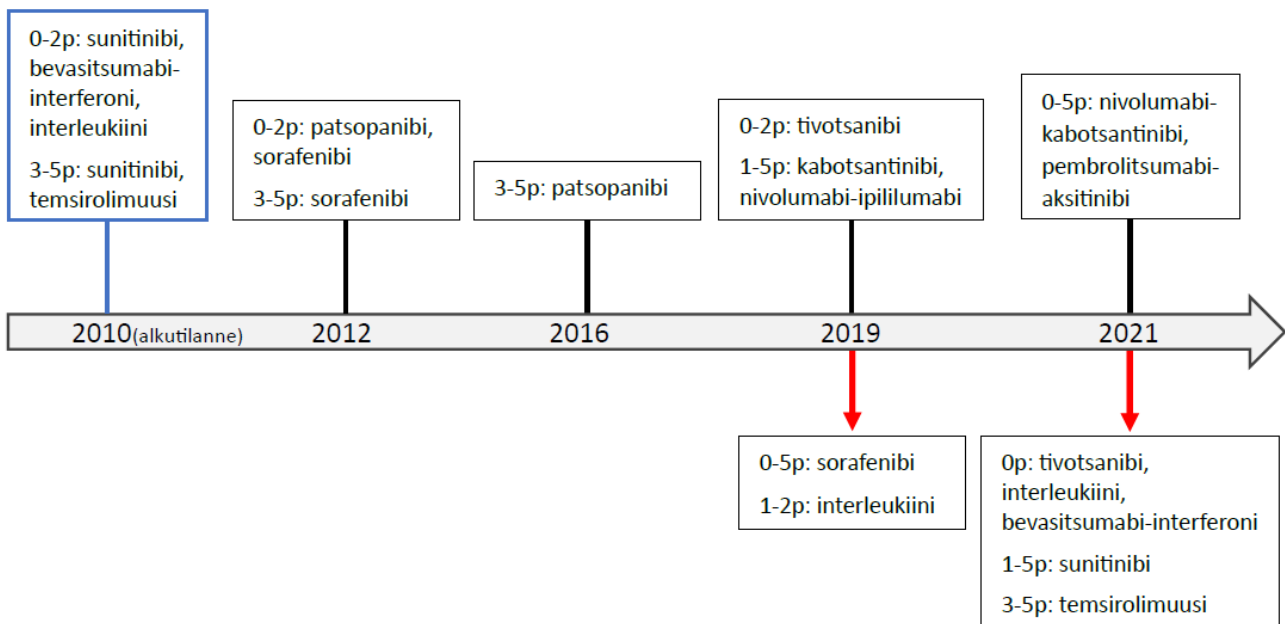 0-2p: sunitinibi,
bevasitsumabi-
interferoni,
interleukiini
3-5p: sunitinibi,
temsirolimuusi
0-2p: patsopanibi,
sorafenibi
3-5p: sorafenibi
3-5p: patsopanibi
0-2p: tivotsanibi
1-5p: kabotsantinibi,
nivolumabi-ipililumabi
0-5p: nivolumabi-
kabotsantinibi,
pembrolitsumabi-
aksitinibi
2010(alkutilanne)
2012
2016
2019
2021
0-5p: sorafenibi
1-2p: interleukiini
0p: tivotsanibi,
interleukiini,
bevasitsumabi-interferoni
1-5p: sunitinibi
3-5p: temsirolimuusi